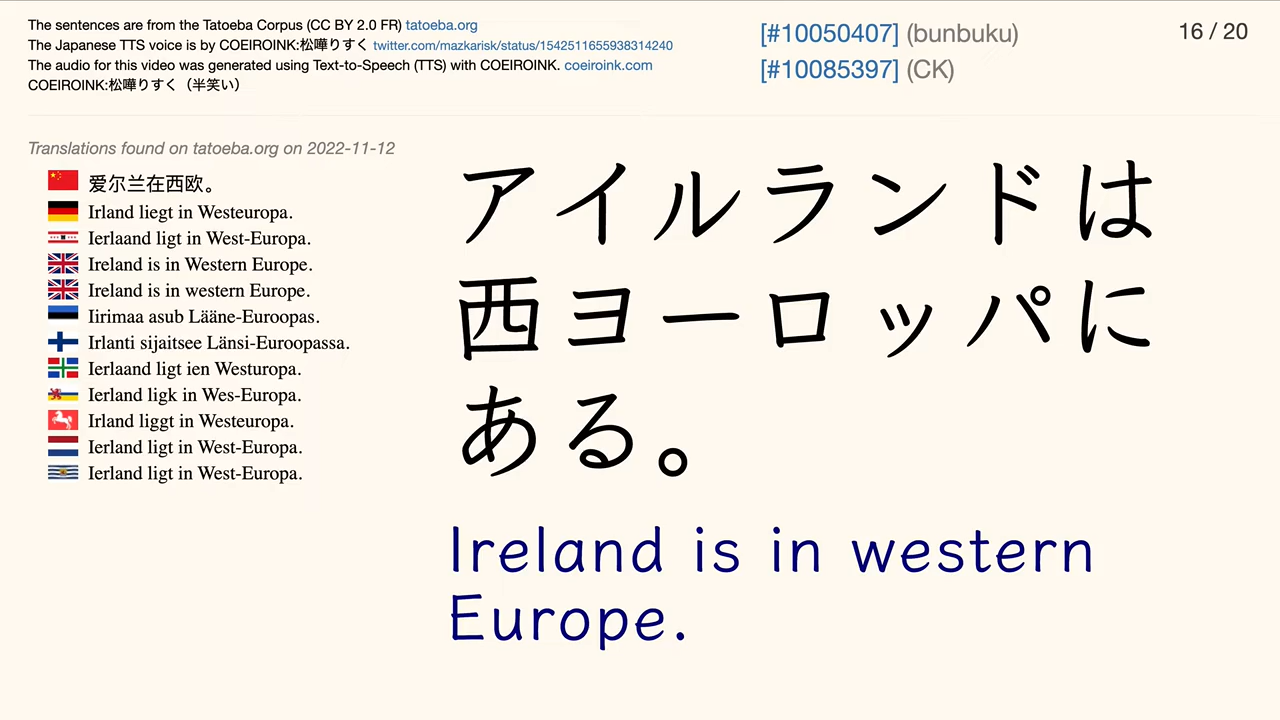 The sentences are from the Tatoeba Corpus (CC BY 2.0 FR) tatoeba.org
The Japanese TTS voice is by COEIROINK:松嘩りすく twitter.com/mazkarisk/status/1542511655938314240
The audio for this video was generated using Text-to-Speech (TTS) with COEIROINK. coeiroink.com
COEIROINK:松嘩りすく（半笑い）
[#10050407] (bunbuku)
[#10085397] (CK)
16 / 20
Translations found on tatoeba.org on 2022-11-12
爱尔兰在西欧。
Irland liegt in Westeuropa.
Ierlaand ligt in West-Europa.
Ireland is in Western Europe.
Ireland is in western Europe.
Iirimaa asub Lääne-Euroopas.
Irlanti sijaitsee Länsi-Euroopassa.
Ierlaand ligt ien Westuropa.
Ierland ligk in Wes-Europa.
Irland liggt in Westeuropa.
Ierland ligt in West-Europa.
Ierland ligt in West-Europa.
アイルランドは
西ヨーロッパに
ある。
Ireland is in western
Europe.